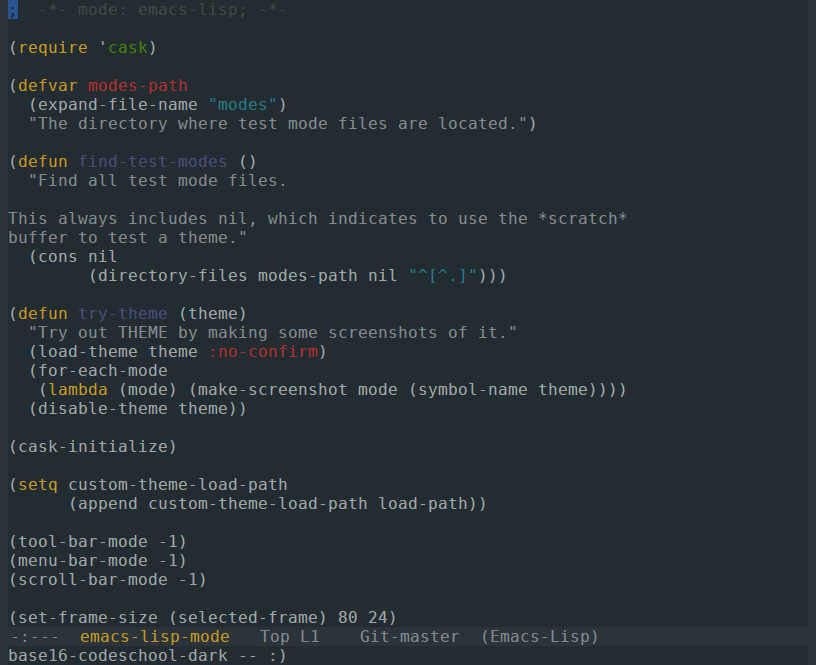 ; -*- mode: emacs-lisp; -*-

(require 'cask)

(defvar modes-path
  (expand-file-name "modes")
  "The directory where test mode files are located.")

(defun find-test-modes ()
  "Find all test mode files.

This always includes nil, which indicates to use the *scratch*
buffer to test a theme."
  (cons nil
        (directory-files modes-path nil "^[^.]")))

(defun try-theme (theme)
  "Try out THEME by making some screenshots of it."
  (load-theme theme :no-confirm)
  (for-each-mode
   (lambda (mode) (make-screenshot mode (symbol-name theme))))
  (disable-theme theme))

(cask-initialize)

(setq custom-theme-load-path
      (append custom-theme-load-path load-path))

(tool-bar-mode -1)
(menu-bar-mode -1)
(scroll-bar-mode -1)

(set-frame-size (selected-frame) 80 24)
-:---  emacs-lisp-mode   Top L1    Git-master  (Emacs-Lisp)
base16-codeschool-dark -- :)